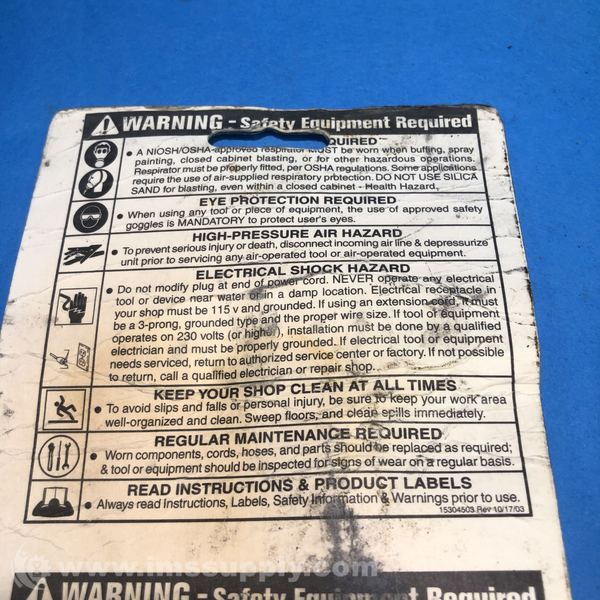 WARNING - Safety Equipment Required
QUIRED
• A NIOSH/OSHA-approved respirator MUST be worn when buffing, spray
painting, closed cabinet blasting, or for other hazardous operations.
Respirator must be properly fitted, per OSHA regulations. Some applications
require the use of air-supplied respiratory protection. DO NOT USE SILICA
SAND for blasting, even within a closed cabinet - Health Hazard,
EYE PROTECTION REQUIRED
• When using any tool or piece of equipment, the use of approved safety
goggles is MANDATORY to protect user's eyes.
HIGH-PRESSURE AIR HAZARD
• To prevent serious injury or death, disconnect incoming air line & depressurize
unit prior to servicing any air-operated tool or air-operated equipment.
ELECTRICAL SHOCK HAZARD
• Do not modify plug at end of power cord. NEVER operate any electrical
tool or device near water or in a damp location. Electrical receptacle in
your shop must be 115 v and grounded. If using an extension cord, it must
be a 3-prong, grounded type and the proper wire size. If tool or equipment
operates on 230 volts (or higher), installation must be done by a qualified
electrician and must be properly grounded. If electrical tool or equipment
needs serviced, return to authorized service center or factory. If not possible
to return, call a qualified electrician or repair shop.
KEEP YOUR SHOP CLEAN AT ALL TIMES
• To avoid slips and falls or personal injury, be sure to keep your work area
well-organized and clean. Sweep floors, and clean spills immediately.
REGULAR MAINTENANCE REQUIRED
• Worn components, cords, hoses, and parts should be replaced as required;
& tool or equipment should be inspected for signs of wear on a regular basis.
READ INSTRUCTIONS & PRODUCT LABELS
• Always read Instructions, Labels, Safety Information & Warnings prior to use.
15304503 Rev 10/17/03
www.imssupply.com
WARNING - Safety Equipment Required